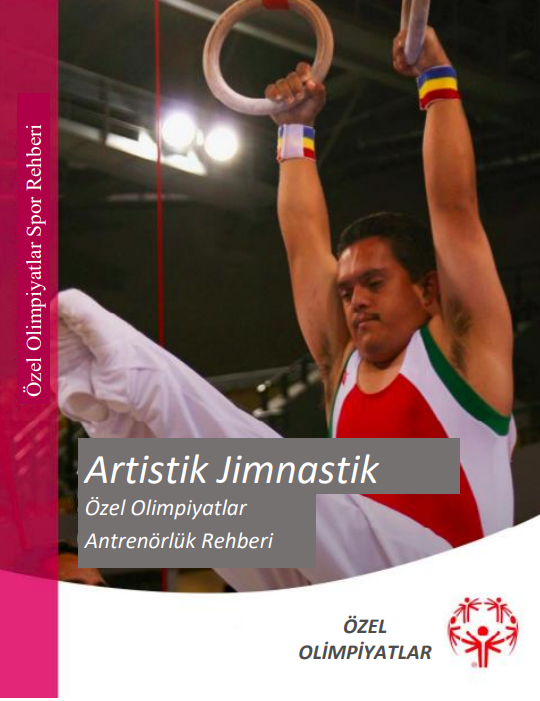 Özel Olimpiyatlar Spor Rehberi
Artistik Jimnastik
Özel Olimpiyatlar
Antrenörlük Rehberi
ÖZEL
OLİMPİYATLAR